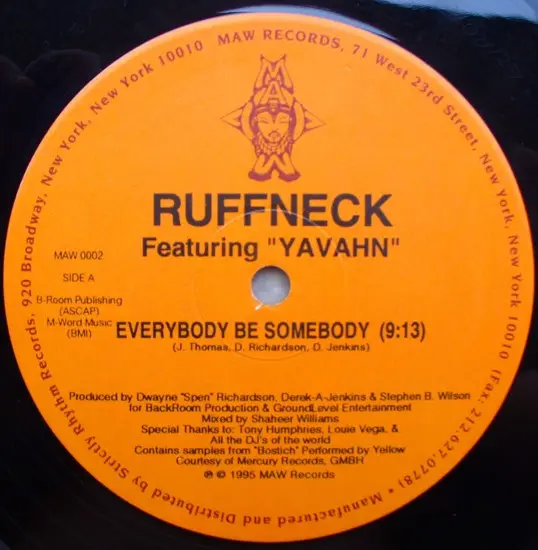 920 Broadway, New York, New York 10010 MAW RECORDS, 71 West 23rd Street, New York, New York 10010 (Fax: 212.627.0778) • Manufactured and Distributed by Strictly Rhythm Records,
MAW
RUFFNECK
Featuring "YAVAHN"
MAW 0002
SIDE A
B-Room Publishing
(ASCAP)
M-Word Music
(BMI)
EVERYBODY BE SOMEBODY (9:13)
(J. Thomas, D. Richardson, D. Jenkins)
Produced by Dwayne "Spen" Richardson, Derek-A-Jenkins & Stephen B. Wilson
for BackRoom Production & GroundLevel Entertainment
Mixed by Shaheer Williams
Special Thanks to: Tony Humphries, Louie Vega, &
All the DJ's of the world
Contains samples from "Bostich" Performed by Yellow
Courtesy of Mercury Records, GMBH
℗ © 1995 MAW Records